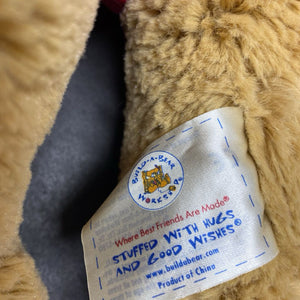 BUILD-A-BEAR
WORKSHOP®
Where Best Friends Are Made®
STUFFED WITH HUGS
AND GOOD WISHES®
www.buildabear.com
Product of China